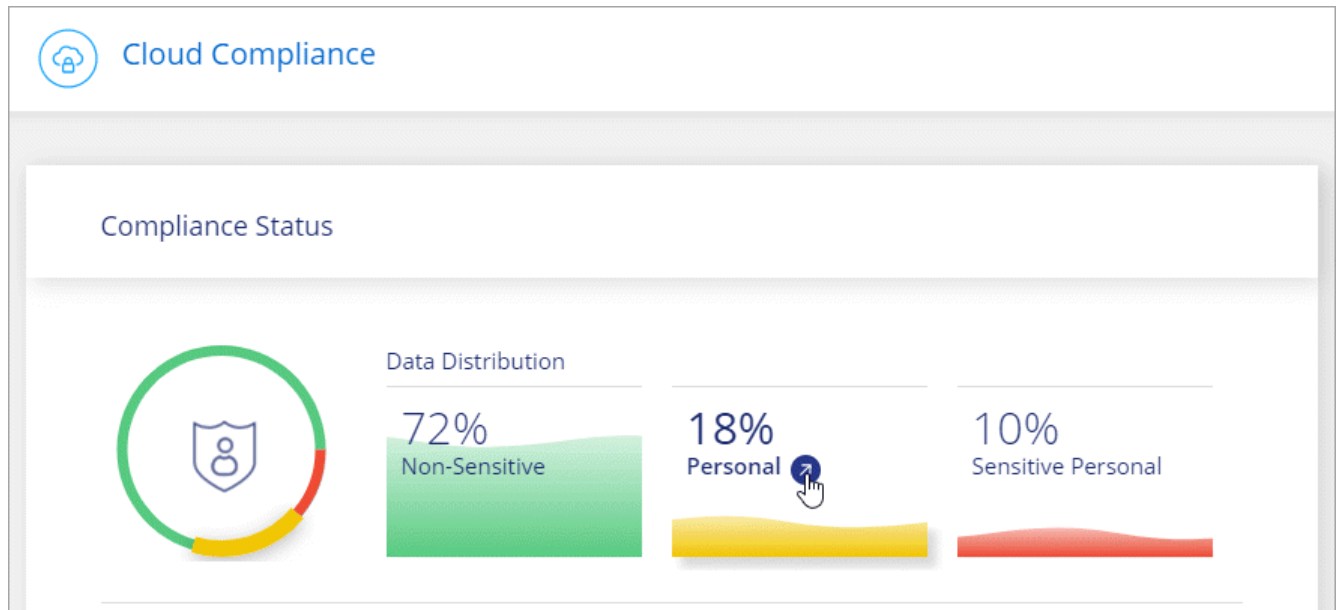 Cloud Compliance
Compliance Status
Data Distribution
72%
Non-Sensitive
18%
Personal
10%
Sensitive Personal